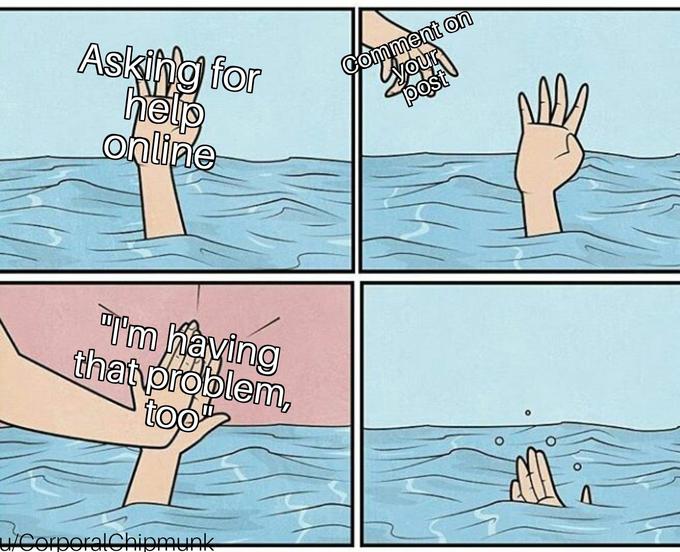 Asking for
help
online
Comment on
your
post
"I'm having
that problem,
too"
u/CorporalChipmunk